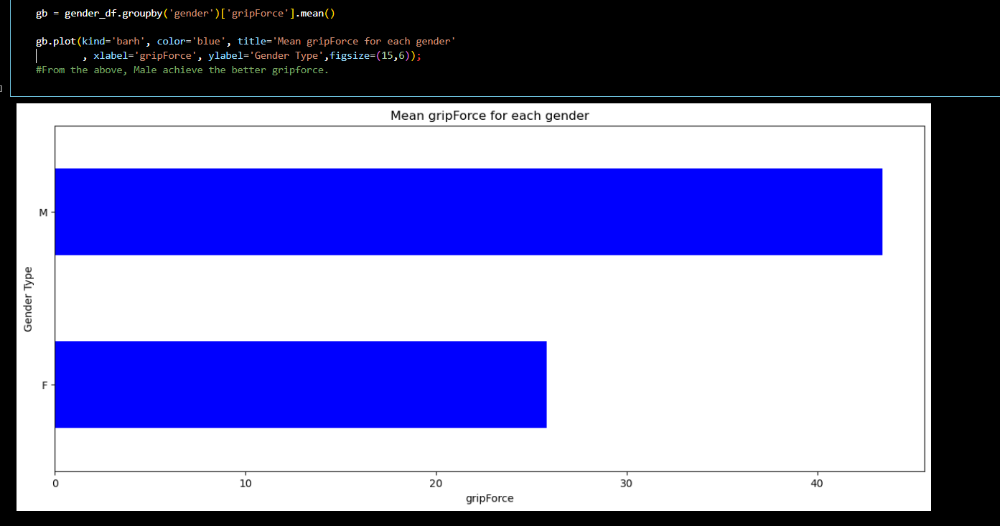 gb = gender_df.groupby('gender')['gripForce'].mean()
gb.plot(kind='barh', color='blue', title='Mean gripForce for each gender'
, xlabel='gripForce', ylabel='Gender Type',figsize=(15,6));
#From the above, Male achieve the better gripforce.
]
Mean gripForce for each gender
M
Gender Type
F
0 10 20 30 40
gripForce